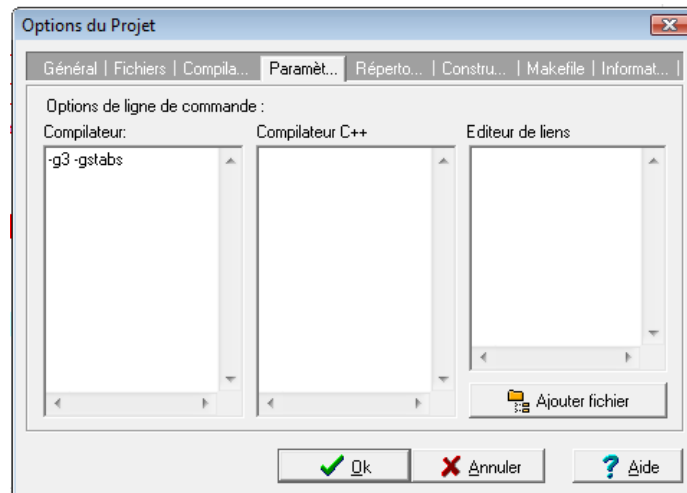 Options du Projet
Général | Fichiers | Compila... Paramèt... Réperto... | Constru... | Makefile | Informat... |
Options de ligne de commande :
Compilateur: Compilateur C++ Editeur de liens
-g3 -gstabs
Ajouter fichier
Ok Annuler ? Aide